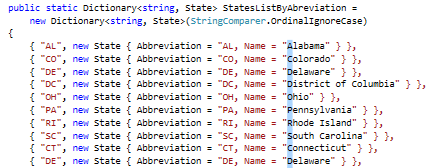 public static Dictionary<string, State> StatesListByAbreviation =
new Dictionary<string, State>(StringComparer.OrdinalIgnoreCase)
{
{ "AL", new State { Abbreviation = "AL, Name = "Alabama" } },
{ "CO", new State { Abbreviation = "CO, Name = "Colorado" } },
{ "DE", new State { Abbreviation = "DE, Name = "Delaware" } },
{ "DC", new State { Abbreviation = "DC, Name = "District of Columbia" } },
{ "OH", new State { Abbreviation = "OH, Name = "Ohio" } },
{ "PA", new State { Abbreviation = "PA, Name = "Pennsylvania" } },
{ "RI", new State { Abbreviation = "RI, Name = "Rhode Island" } },
{ "SC", new State { Abbreviation = "SC, Name = "South Carolina" } },
{ "CT", new State { Abbreviation = "CT, Name = "Connecticut" } },
{ "DE", new State { Abbreviation = "DE, Name = "Delaware" } },